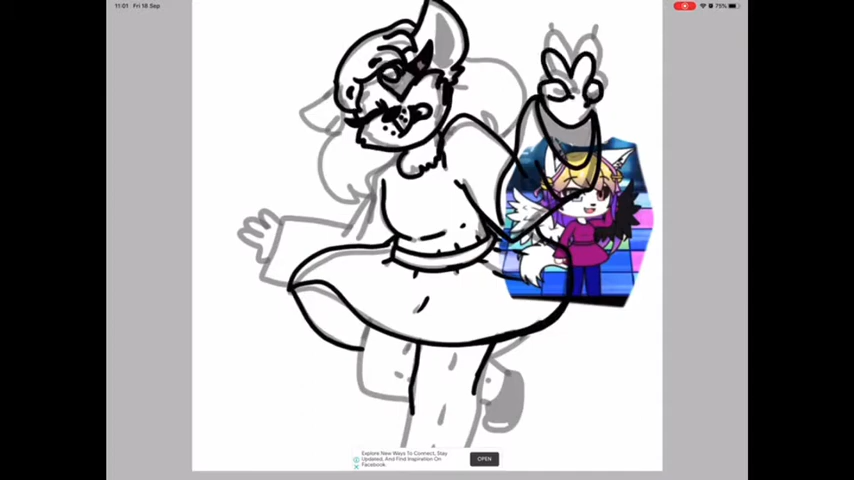 11:01 Fri 18 Sep
75%
Explore New Ways To Connect, Stay
Updated, And Find Inspiration On
Facebook.
OPEN